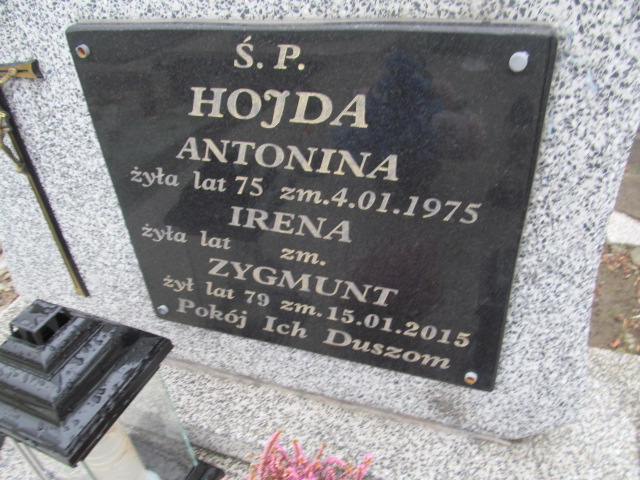 Ś. P.
HOJDA
ANTONINA
żyła lat 75 zm. 4.01.1975
IRENA
żyła lat zm.
ZYGMUNT
żył lat 79 zm. 15.01.2015
Pokój Ich Duszom